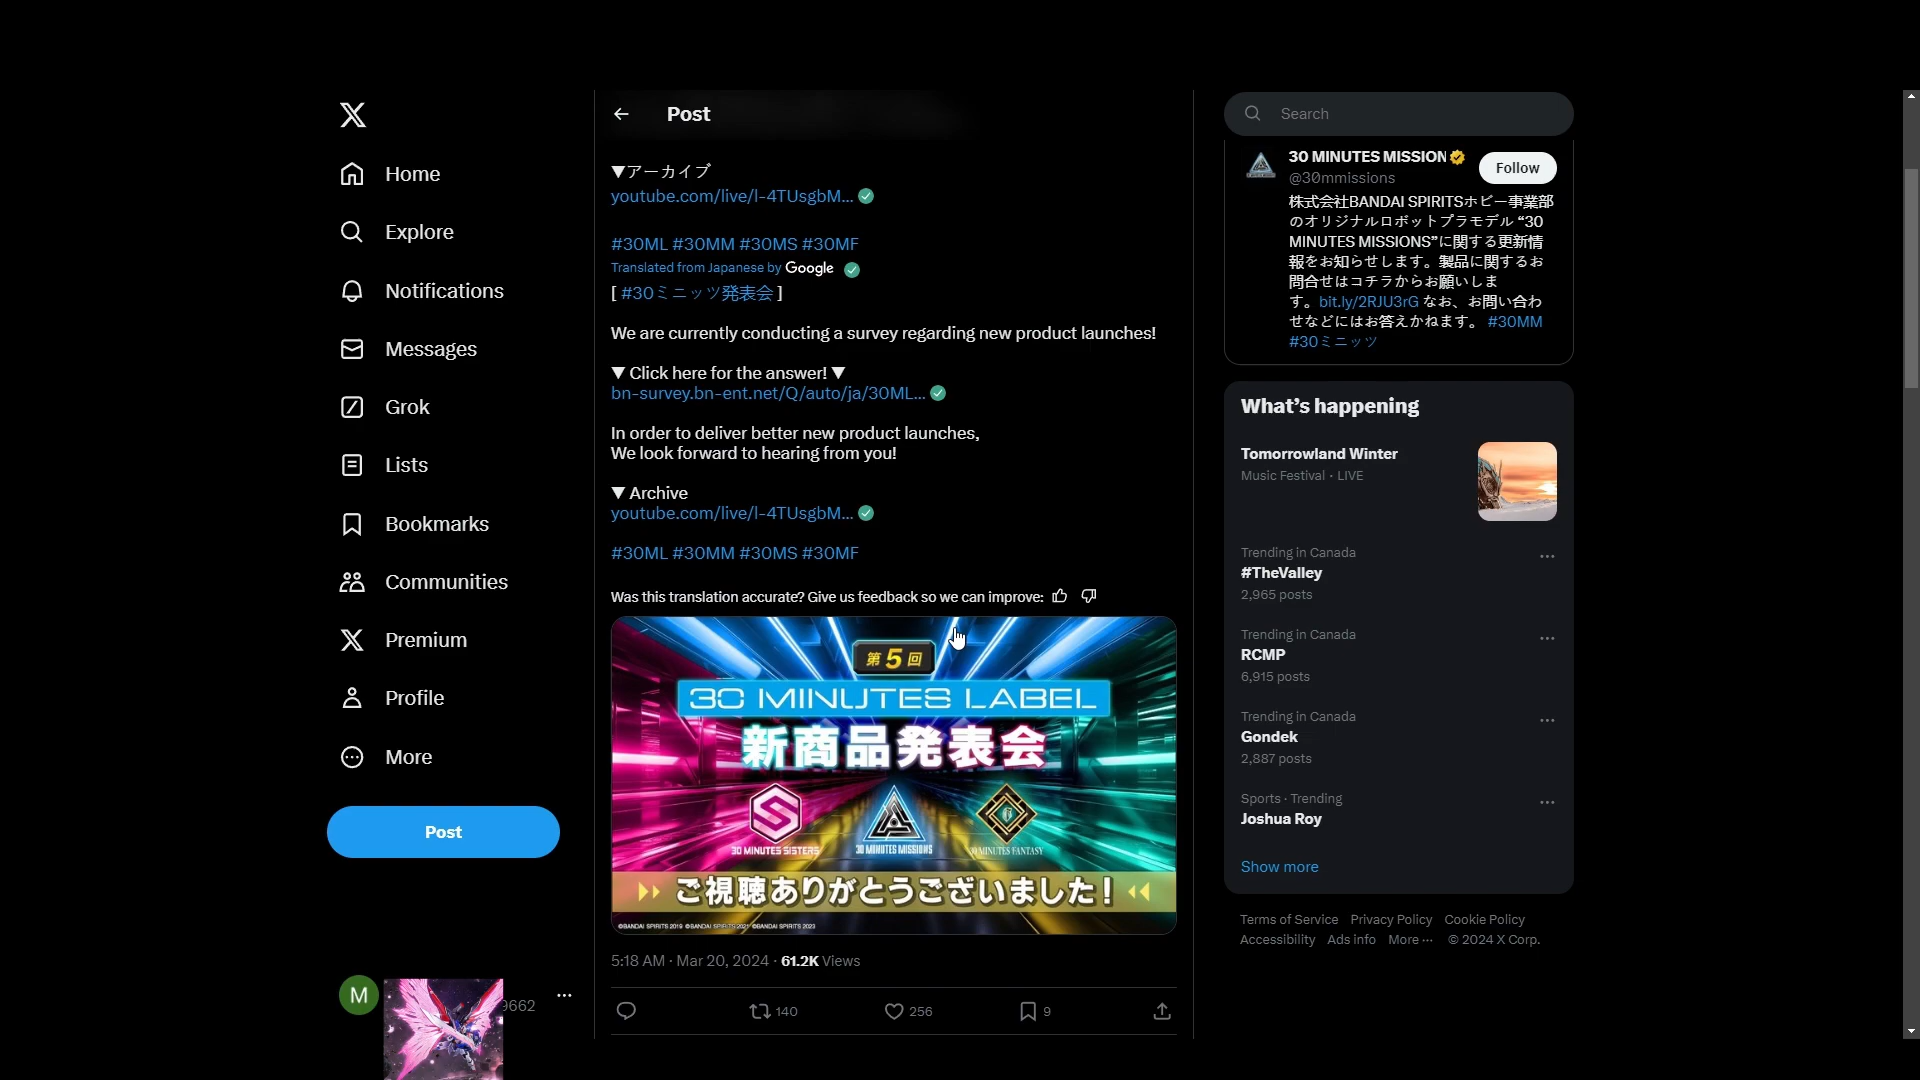 Home
Explore
Notifications
Messages
Grok
Lists
Bookmarks
Communities
Premium
Profile
More
Post
M
9662
Post
▼アーカイブ
youtube.com/live/l-4TUsgbM...
#30ML #30MM #30MS #30MF
Translated from Japanese by Google
[ #30ミニッツ発表会 ]
We are currently conducting a survey regarding new product launches!
▼ Click here for the answer! ▼
bn-survey.bn-ent.net/Q/auto/ja/30ML...
In order to deliver better new product launches,
We look forward to hearing from you!
▼ Archive
youtube.com/live/l-4TUsgbM...
#30ML #30MM #30MS #30MF
Was this translation accurate? Give us feedback so we can improve:
第5回
30 MINUTES LABEL
新商品発表会
30 MINUTES SISTERS
30 MINUTES MISSIONS
30 MINUTES FANTASY
ご視聴ありがとうございました!
©BANDAI SPIRITS 2019 ©BANDAI SPIRITS 2021 ©BANDAI SPIRITS 2023
5:18 AM · Mar 20, 2024 · 61.2K Views
140
256
9
Search
30 MINUTES MISSION
@30mmissions
Follow
株式会社BANDAI SPIRITSホビー事業部
のオリジナルロボットプラモデル “30
MINUTES MISSIONS”に関する更新情
報をお知らせします。製品に関するお
問合せはコチラからお願いしま
す。bit.ly/2RJU3rG なお、お問い合わ
せなどにはお答えかねます。 #30MM
#30ミニッツ
What’s happening
Tomorrowland Winter
Music Festival · LIVE
Trending in Canada
#TheValley
2,965 posts
Trending in Canada
RCMP
6,915 posts
Trending in Canada
Gondek
2,887 posts
Sports · Trending
Joshua Roy
Show more
Terms of Service Privacy Policy Cookie Policy
Accessibility Ads info More ··· © 2024 X Corp.